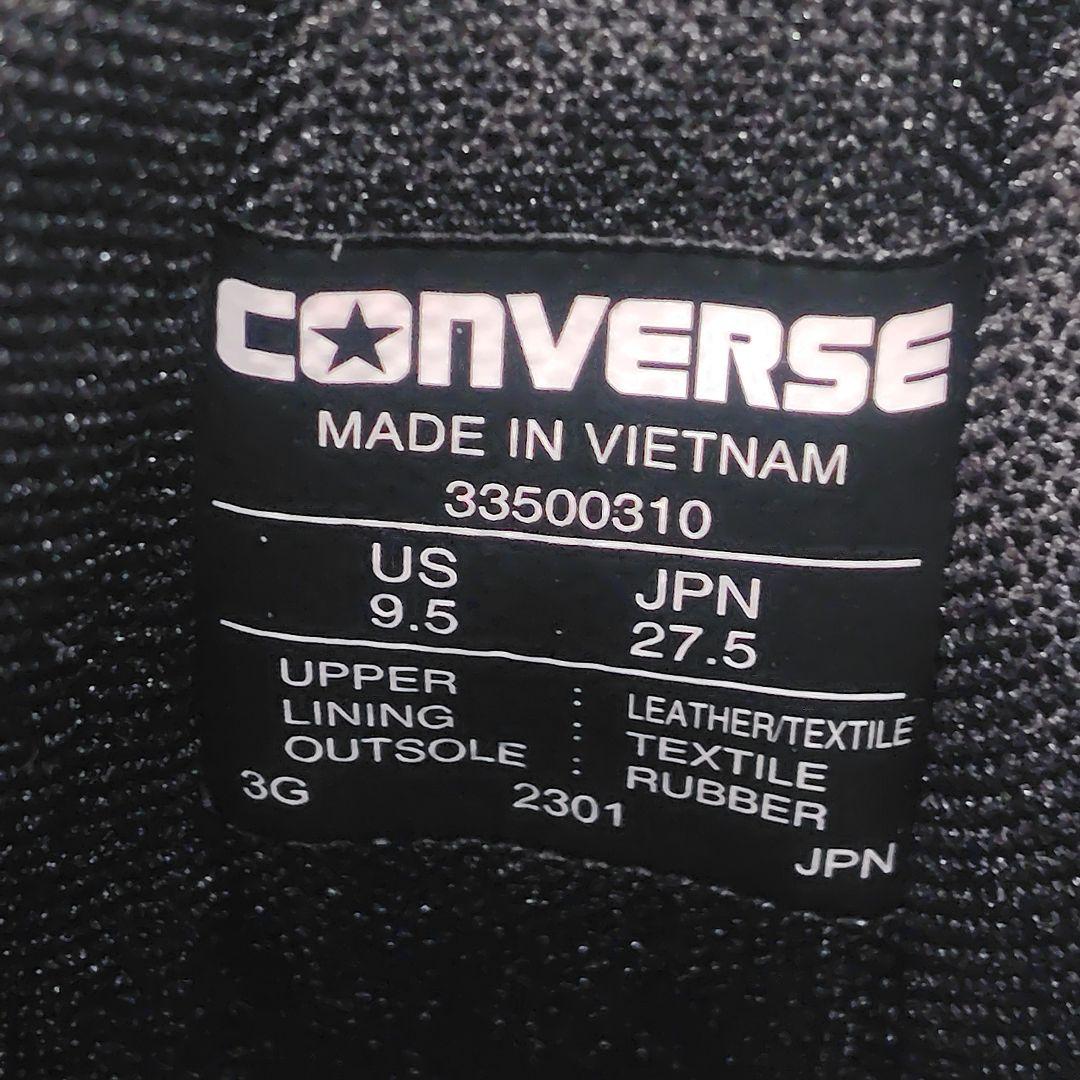 CONVERSE
MADE IN VIETNAM
33500310
US JPN
9.5 27.5
UPPER : LEATHER/TEXTILE
LINING : TEXTILE
OUTSOLE : RUBBER
3G 2301
JPN